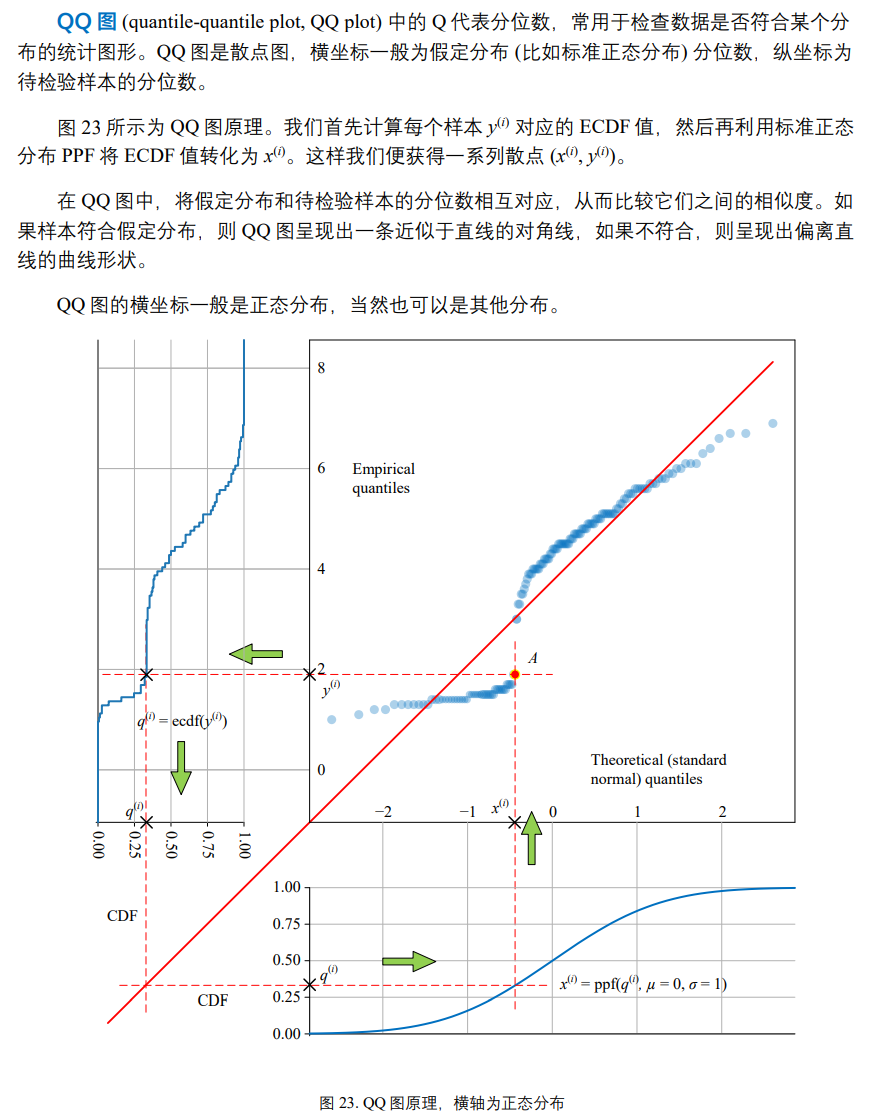 QQ 图 (quantile-quantile plot, QQ plot) 中的 Q 代表分位数，常用于检查数据是否符合某个分
布的统计图形。QQ 图是散点图，横坐标一般为假定分布 (比如标准正态分布) 分位数，纵坐标为
待检验样本的分位数。
图 23 所示为 QQ 图原理。我们首先计算每个样本 y⁽ⁱ⁾ 对应的 ECDF 值，然后再利用标准正态
分布 PPF 将 ECDF 值转化为 x⁽ⁱ⁾。这样我们便获得一系列散点 (x⁽ⁱ⁾, y⁽ⁱ⁾)。
在 QQ 图中，将假定分布和待检验样本的分位数相互对应，从而比较它们之间的相似度。如
果样本符合假定分布，则 QQ 图呈现出一条近似于直线的对角线，如果不符合，则呈现出偏离直
线的曲线形状。
QQ 图的横坐标一般是正态分布，当然也可以是其他分布。
8
6
Empirical
quantiles
4
A
2
y⁽ⁱ⁾
q⁽ⁱ⁾ = ecdf(y⁽ⁱ⁾)
0
Theoretical (standard
normal) quantiles
q⁽ⁱ⁾
−2
−1
x⁽ⁱ⁾
0
1
2
0.00
0.25
0.50
0.75
1.00
1.00
CDF
0.75
0.50
q⁽ⁱ⁾
x⁽ⁱ⁾ = ppf(q⁽ⁱ⁾, μ = 0, σ = 1)
CDF
0.25
0.00
图 23. QQ 图原理，横轴为正态分布